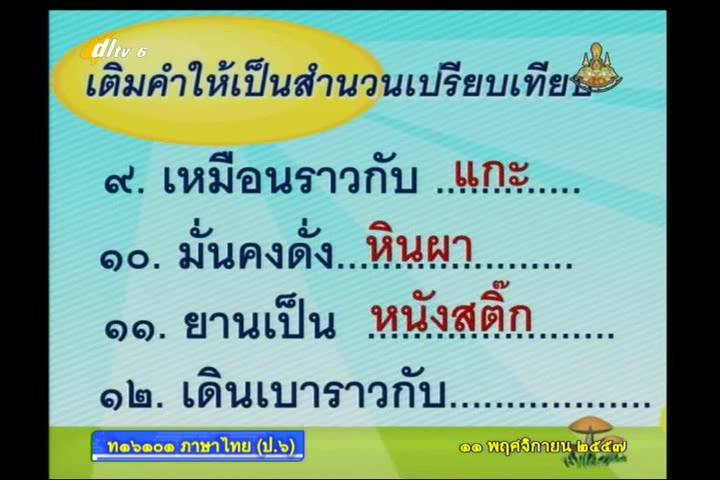 dltv 6
เติมคำให้เป็นสำนวนเปรียบเทียบ
๙. เหมือนราวกับ ....แกะ....
๑๐. มั่นคงดั่ง...หินผา.......
๑๑. ยานเป็น ..หนังสติ๊ก......
๑๒. เดินเบาราวกับ..................
ท๑๖๑๐๑ ภาษาไทย (ป.๖)
๑๑ พฤศจิกายน ๒๕๕๗